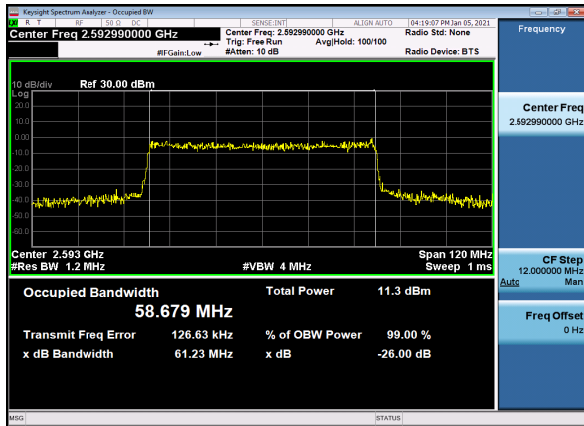 Keysight Spectrum Analyzer - Occupied BW
R T RF 50 Ω DC SENSE:INT ALIGN AUTO 04:19:07 PM Jan 05, 2021
Center Freq 2.592990000 GHz
Center Freq: 2.592990000 GHz Radio Std: None
Trig: Free Run Avg|Hold: 100/100
#IFGain:Low #Atten: 10 dB Radio Device: BTS
Frequency
10 dB/div Ref 30.00 dBm
Log
20.0
10.0
0.00
-10.0
-20.0
-30.0
-40.0
-50.0
-60.0
Center 2.593 GHz Span 120 MHz
#Res BW 1.2 MHz #VBW 4 MHz Sweep 1 ms
Occupied Bandwidth Total Power 11.3 dBm
58.679 MHz
Transmit Freq Error 126.63 kHz % of OBW Power 99.00 %
x dB Bandwidth 61.23 MHz x dB -26.00 dB
Center Freq
2.592990000 GHz
CF Step
12.000000 MHz
Auto Man
Freq Offset
0 Hz
MSG STATUS